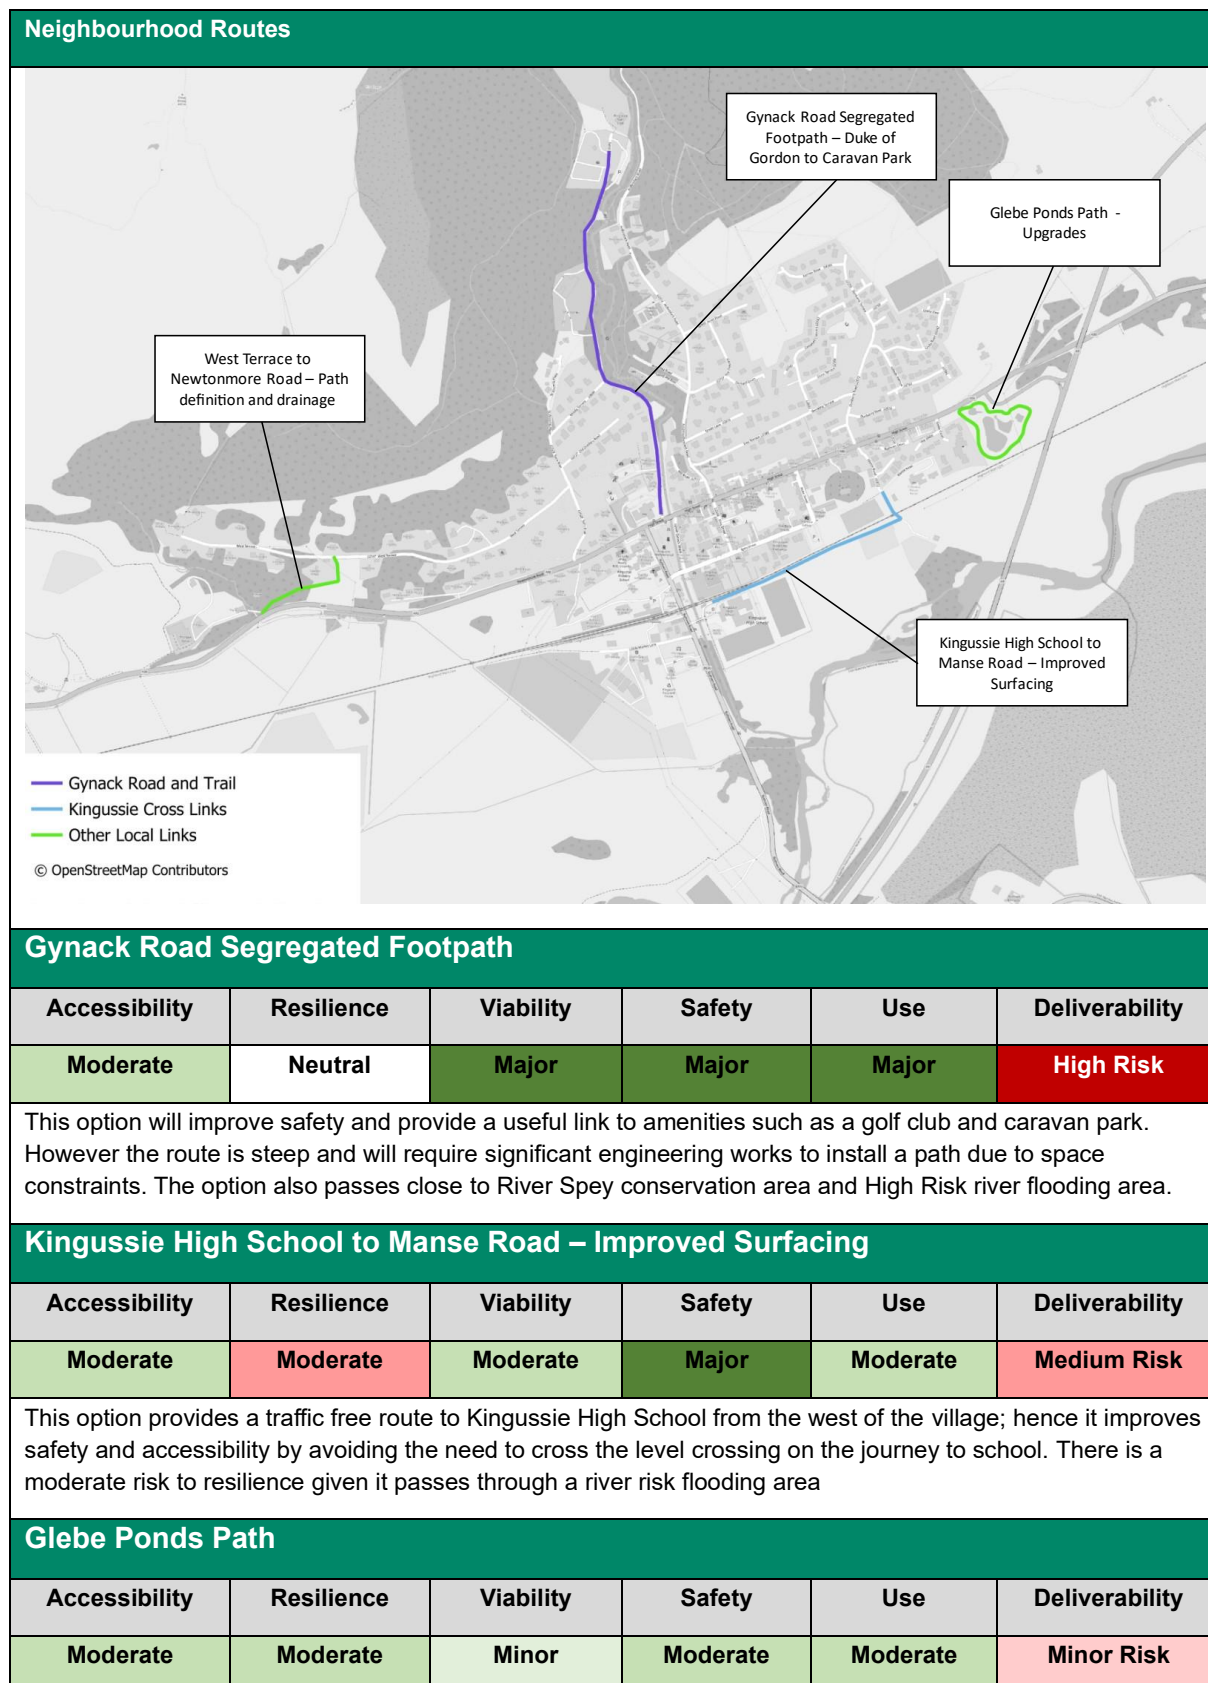 Neighbourhood Routes
Gynack Road Segregated
Footpath – Duke of
Gordon to Caravan Park
Glebe Ponds Path -
Upgrades
West Terrace to
Newtonmore Road – Path
definition and drainage
Kingussie High School to
Manse Road – Improved
Surfacing
Gynack Road and Trail
Kingussie Cross Links
Other Local Links
© OpenStreetMap Contributors
Gynack Road Segregated Footpath
Accessibility Resilience Viability Safety Use Deliverability
Moderate Neutral Major Major Major High Risk
This option will improve safety and provide a useful link to amenities such as a golf club and caravan park.
However the route is steep and will require significant engineering works to install a path due to space
constraints. The option also passes close to River Spey conservation area and High Risk river flooding area.
Kingussie High School to Manse Road – Improved Surfacing
Accessibility Resilience Viability Safety Use Deliverability
Moderate Moderate Moderate Major Moderate Medium Risk
This option provides a traffic free route to Kingussie High School from the west of the village; hence it improves
safety and accessibility by avoiding the need to cross the level crossing on the journey to school. There is a
moderate risk to resilience given it passes through a river risk flooding area
Glebe Ponds Path
Accessibility Resilience Viability Safety Use Deliverability
Moderate Moderate Minor Moderate Moderate Minor Risk